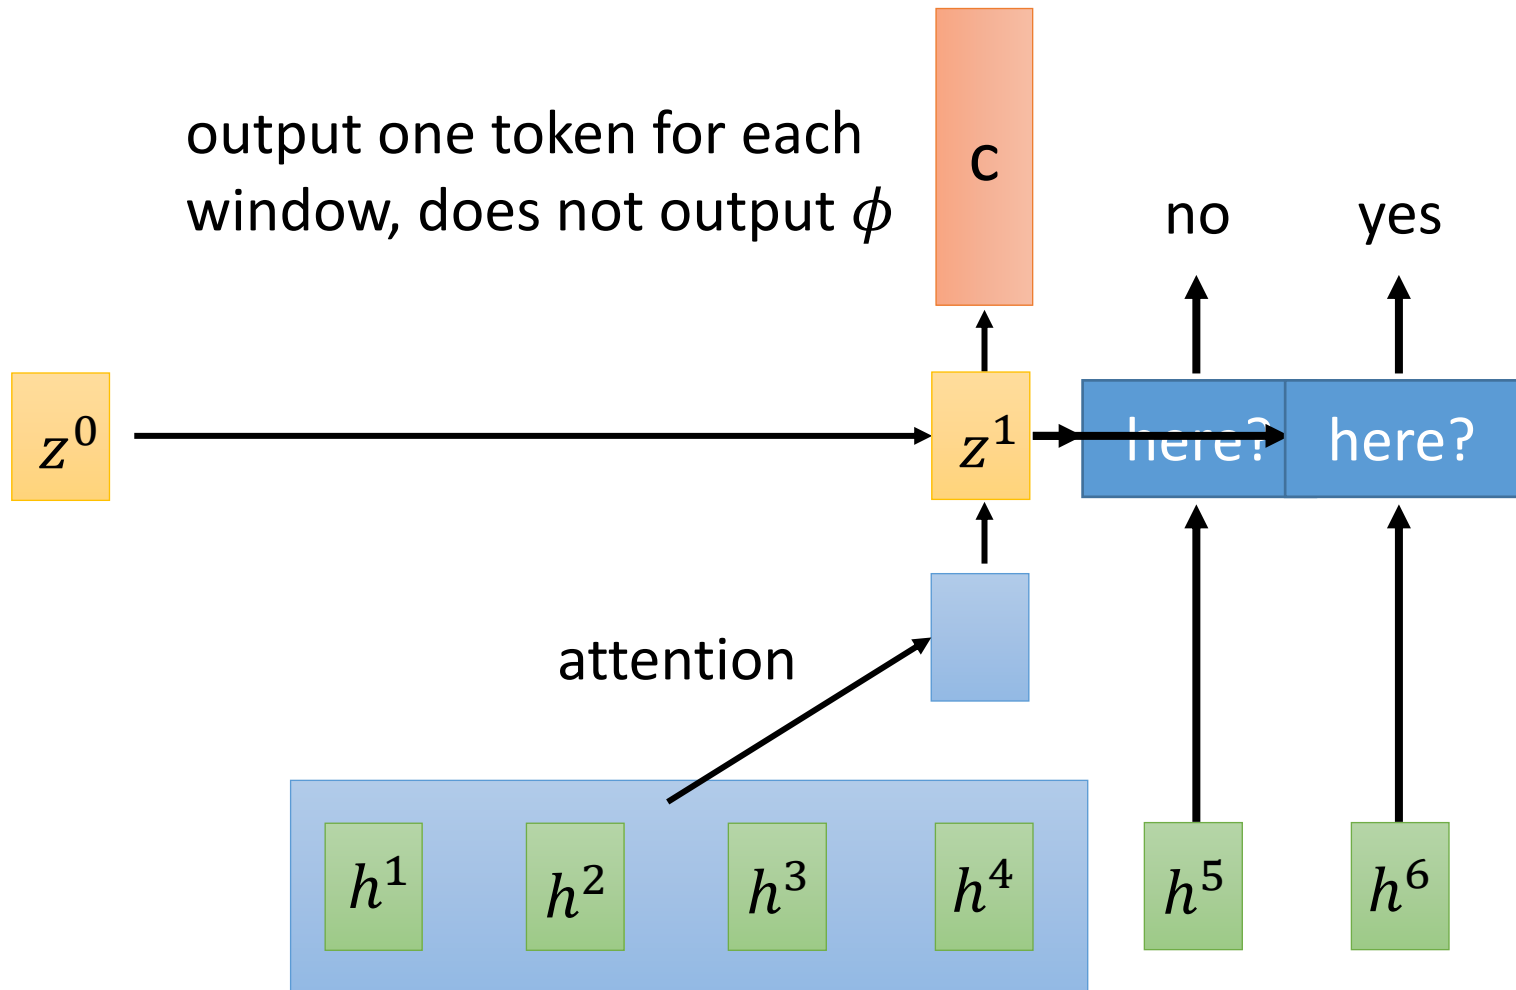 output one token for each
window, does not output ϕ
c
no yes
z⁰ z¹ here? here?
attention
h¹ h² h³ h⁴ h⁵ h⁶